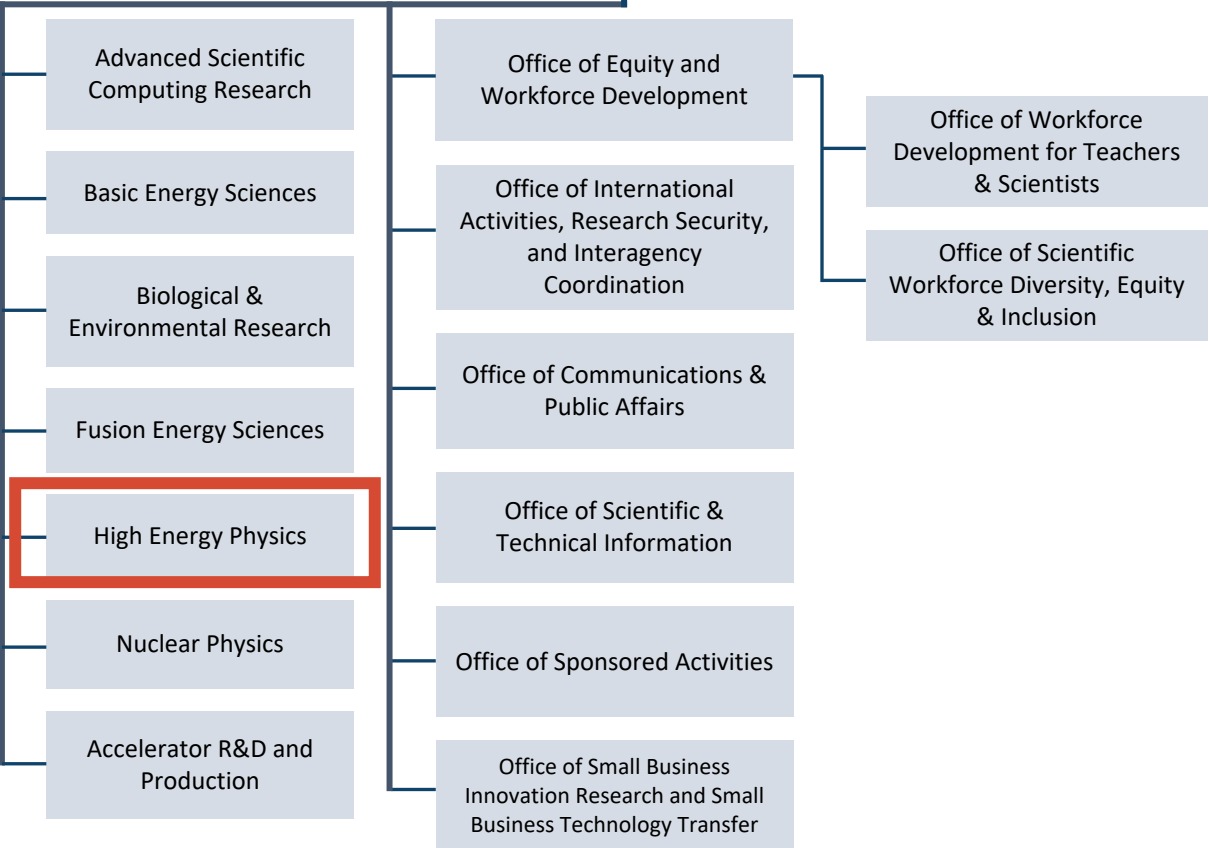 Advanced Scientific
Computing Research
Basic Energy Sciences
Biological &
Environmental Research
Fusion Energy Sciences
High Energy Physics
Nuclear Physics
Accelerator R&D and
Production
Office of Equity and
Workforce Development
Office of International
Activities, Research Security,
and Interagency
Coordination
Office of Communications &
Public Affairs
Office of Scientific &
Technical Information
Office of Sponsored Activities
Office of Small Business
Innovation Research and Small
Business Technology Transfer
Office of Workforce
Development for Teachers
& Scientists
Office of Scientific
Workforce Diversity, Equity
& Inclusion